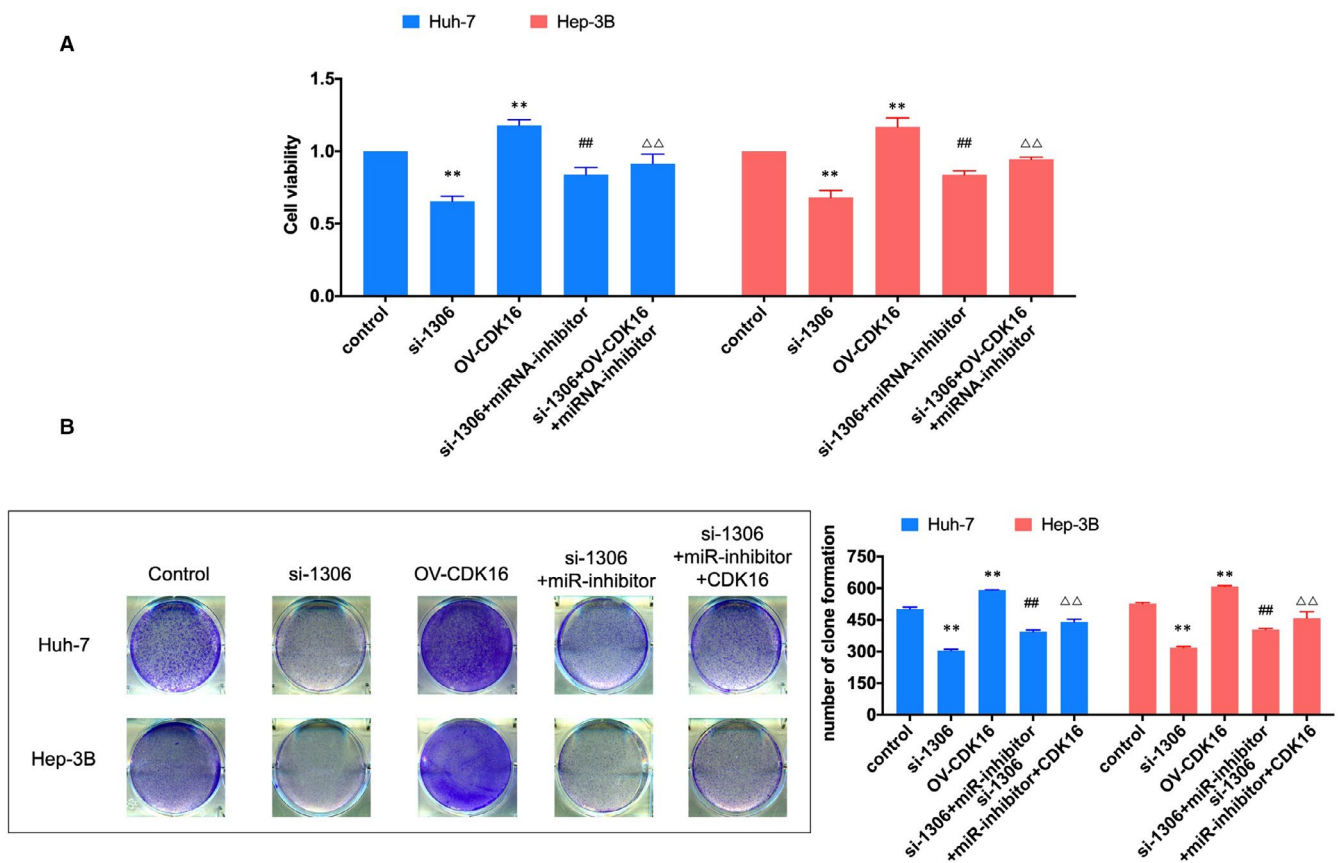 Huh-7 Hep-3B
A
1.5
1.0
0.5
0.0
Cell viability
** ** ## △△ ** ** ## △△
control
si-1306
OV-CDK16
si-1306+miRNA-inhibitor
si-1306+OV-CDK16
+miRNA-inhibitor
control
si-1306
OV-CDK16
si-1306+miRNA-inhibitor
si-1306+OV-CDK16
+miRNA-inhibitor
B
Control
si-1306
OV-CDK16
si-1306
+miR-inhibitor
si-1306
+miR-inhibitor
+CDK16
Huh-7
Hep-3B
Huh-7 Hep-3B
750
600
450
300
150
0
number of clone formation
** ** ## △△ ** ** ## △△
control
si-1306
OV-CDK16
si-1306+miR-inhibitor
si-1306
+miR-inhibitor+CDK16
control
si-1306
OV-CDK16
si-1306+miR-inhibitor
si-1306
+miR-inhibitor+CDK16